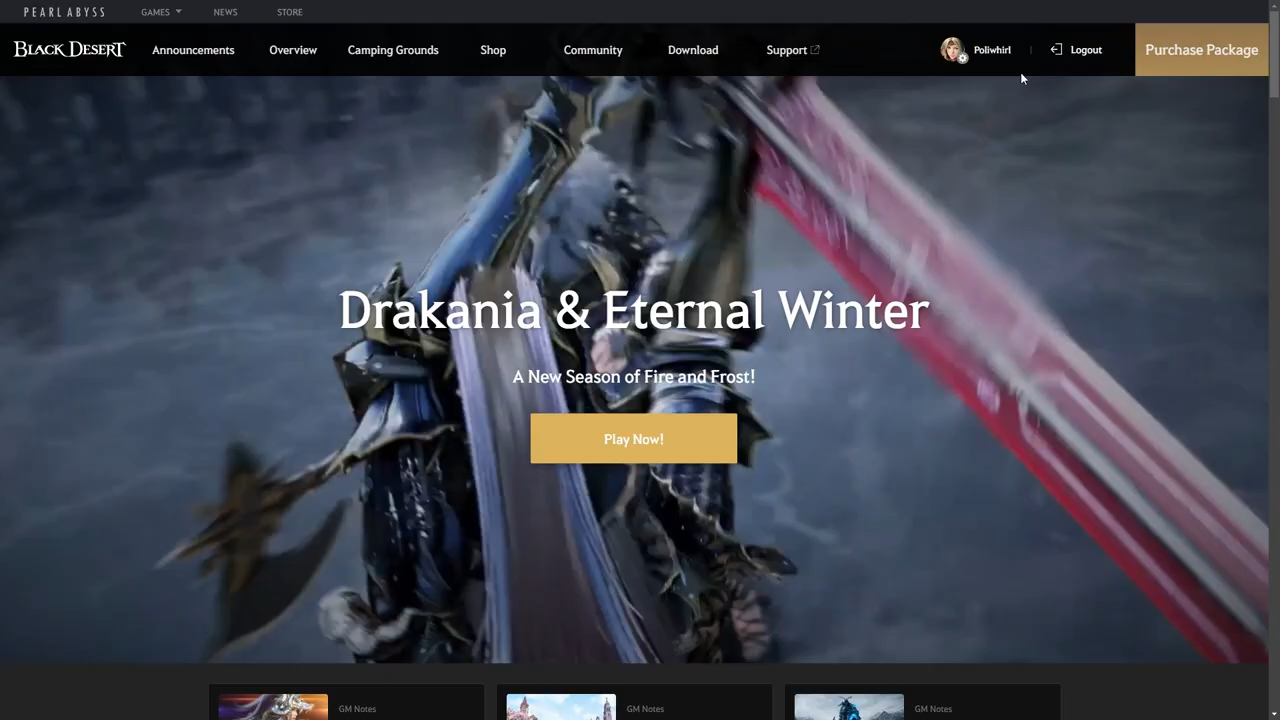 PEARL ABYSS GAMES NEWS STORE
BLACK DESERT Announcements Overview Camping Grounds Shop Community Download Support Poliwhirl Logout Purchase Package
Drakania & Eternal Winter
A New Season of Fire and Frost!
Play Now!
GM Notes GM Notes GM Notes